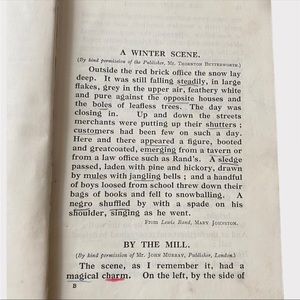 A WINTER SCENE.
(By kind permission of the Publisher, Mr. Thornton Butterworth.)
Outside the red brick office the snow lay
deep. It was still falling steadily, in large
flakes, grey in the upper air, feathery white
and pure against the opposite houses and
the boles of leafless trees. The day was
closing in. Up and down the streets
merchants were putting up their shutters ;
customers had been few on such a day.
Here and there appeared a figure, booted
and greatcoated, emerging from a tavern or
from a law office such as Rand's. A sledge
passed, laden with pine and hickory, drawn
by mules with jangling bells ; and a handful
of boys loosed from school threw down their
bags of books and fell to snowballing. A
negro shuffled by with a spade on his
shoulder, singing as he went.
From Lewis Rand, Mary Johnston.
BY THE MILL.
(By kind permission of Mr. John Murray, Publisher, London.)
The scene, as I remember it, had a
magical charm. On the left, by the side of
B